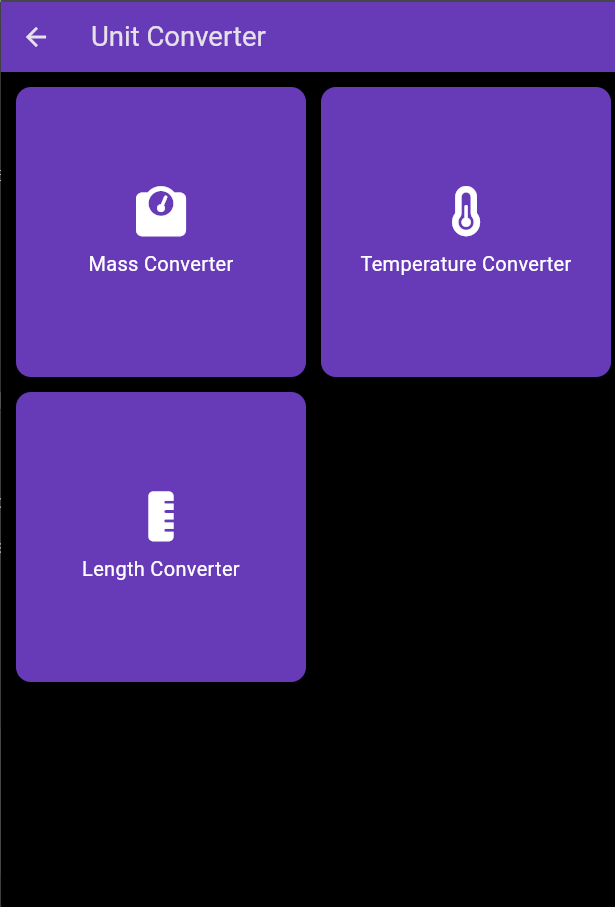 Unit Converter
Mass Converter
Temperature Converter
Length Converter